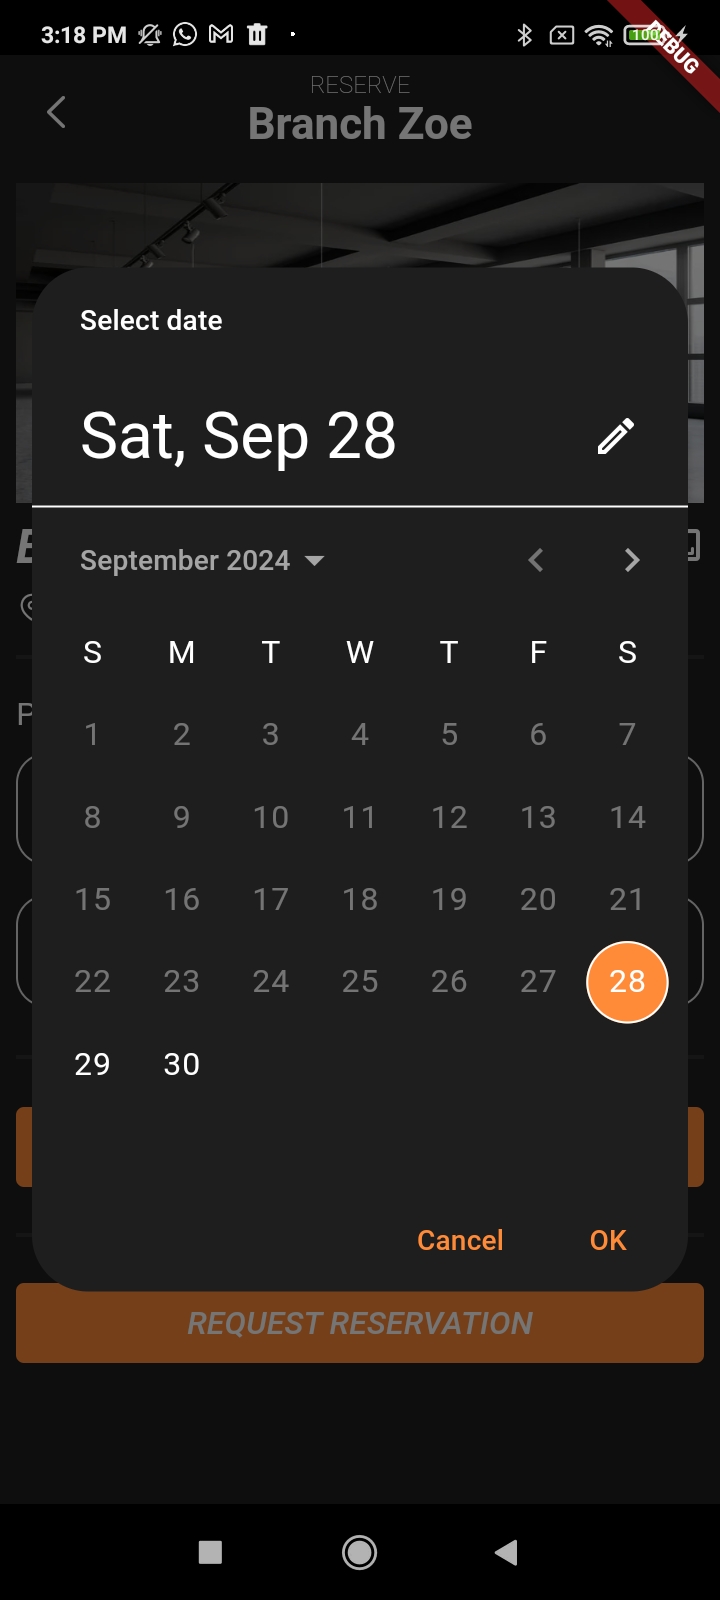 3:18 PM
100
DEBUG
RESERVE
Branch Zoe
Select date
Sat, Sep 28
September 2024
S M T W T F S
1 2 3 4 5 6 7
8 9 10 11 12 13 14
15 16 17 18 19 20 21
22 23 24 25 26 27 28
29 30
Cancel OK
REQUEST RESERVATION